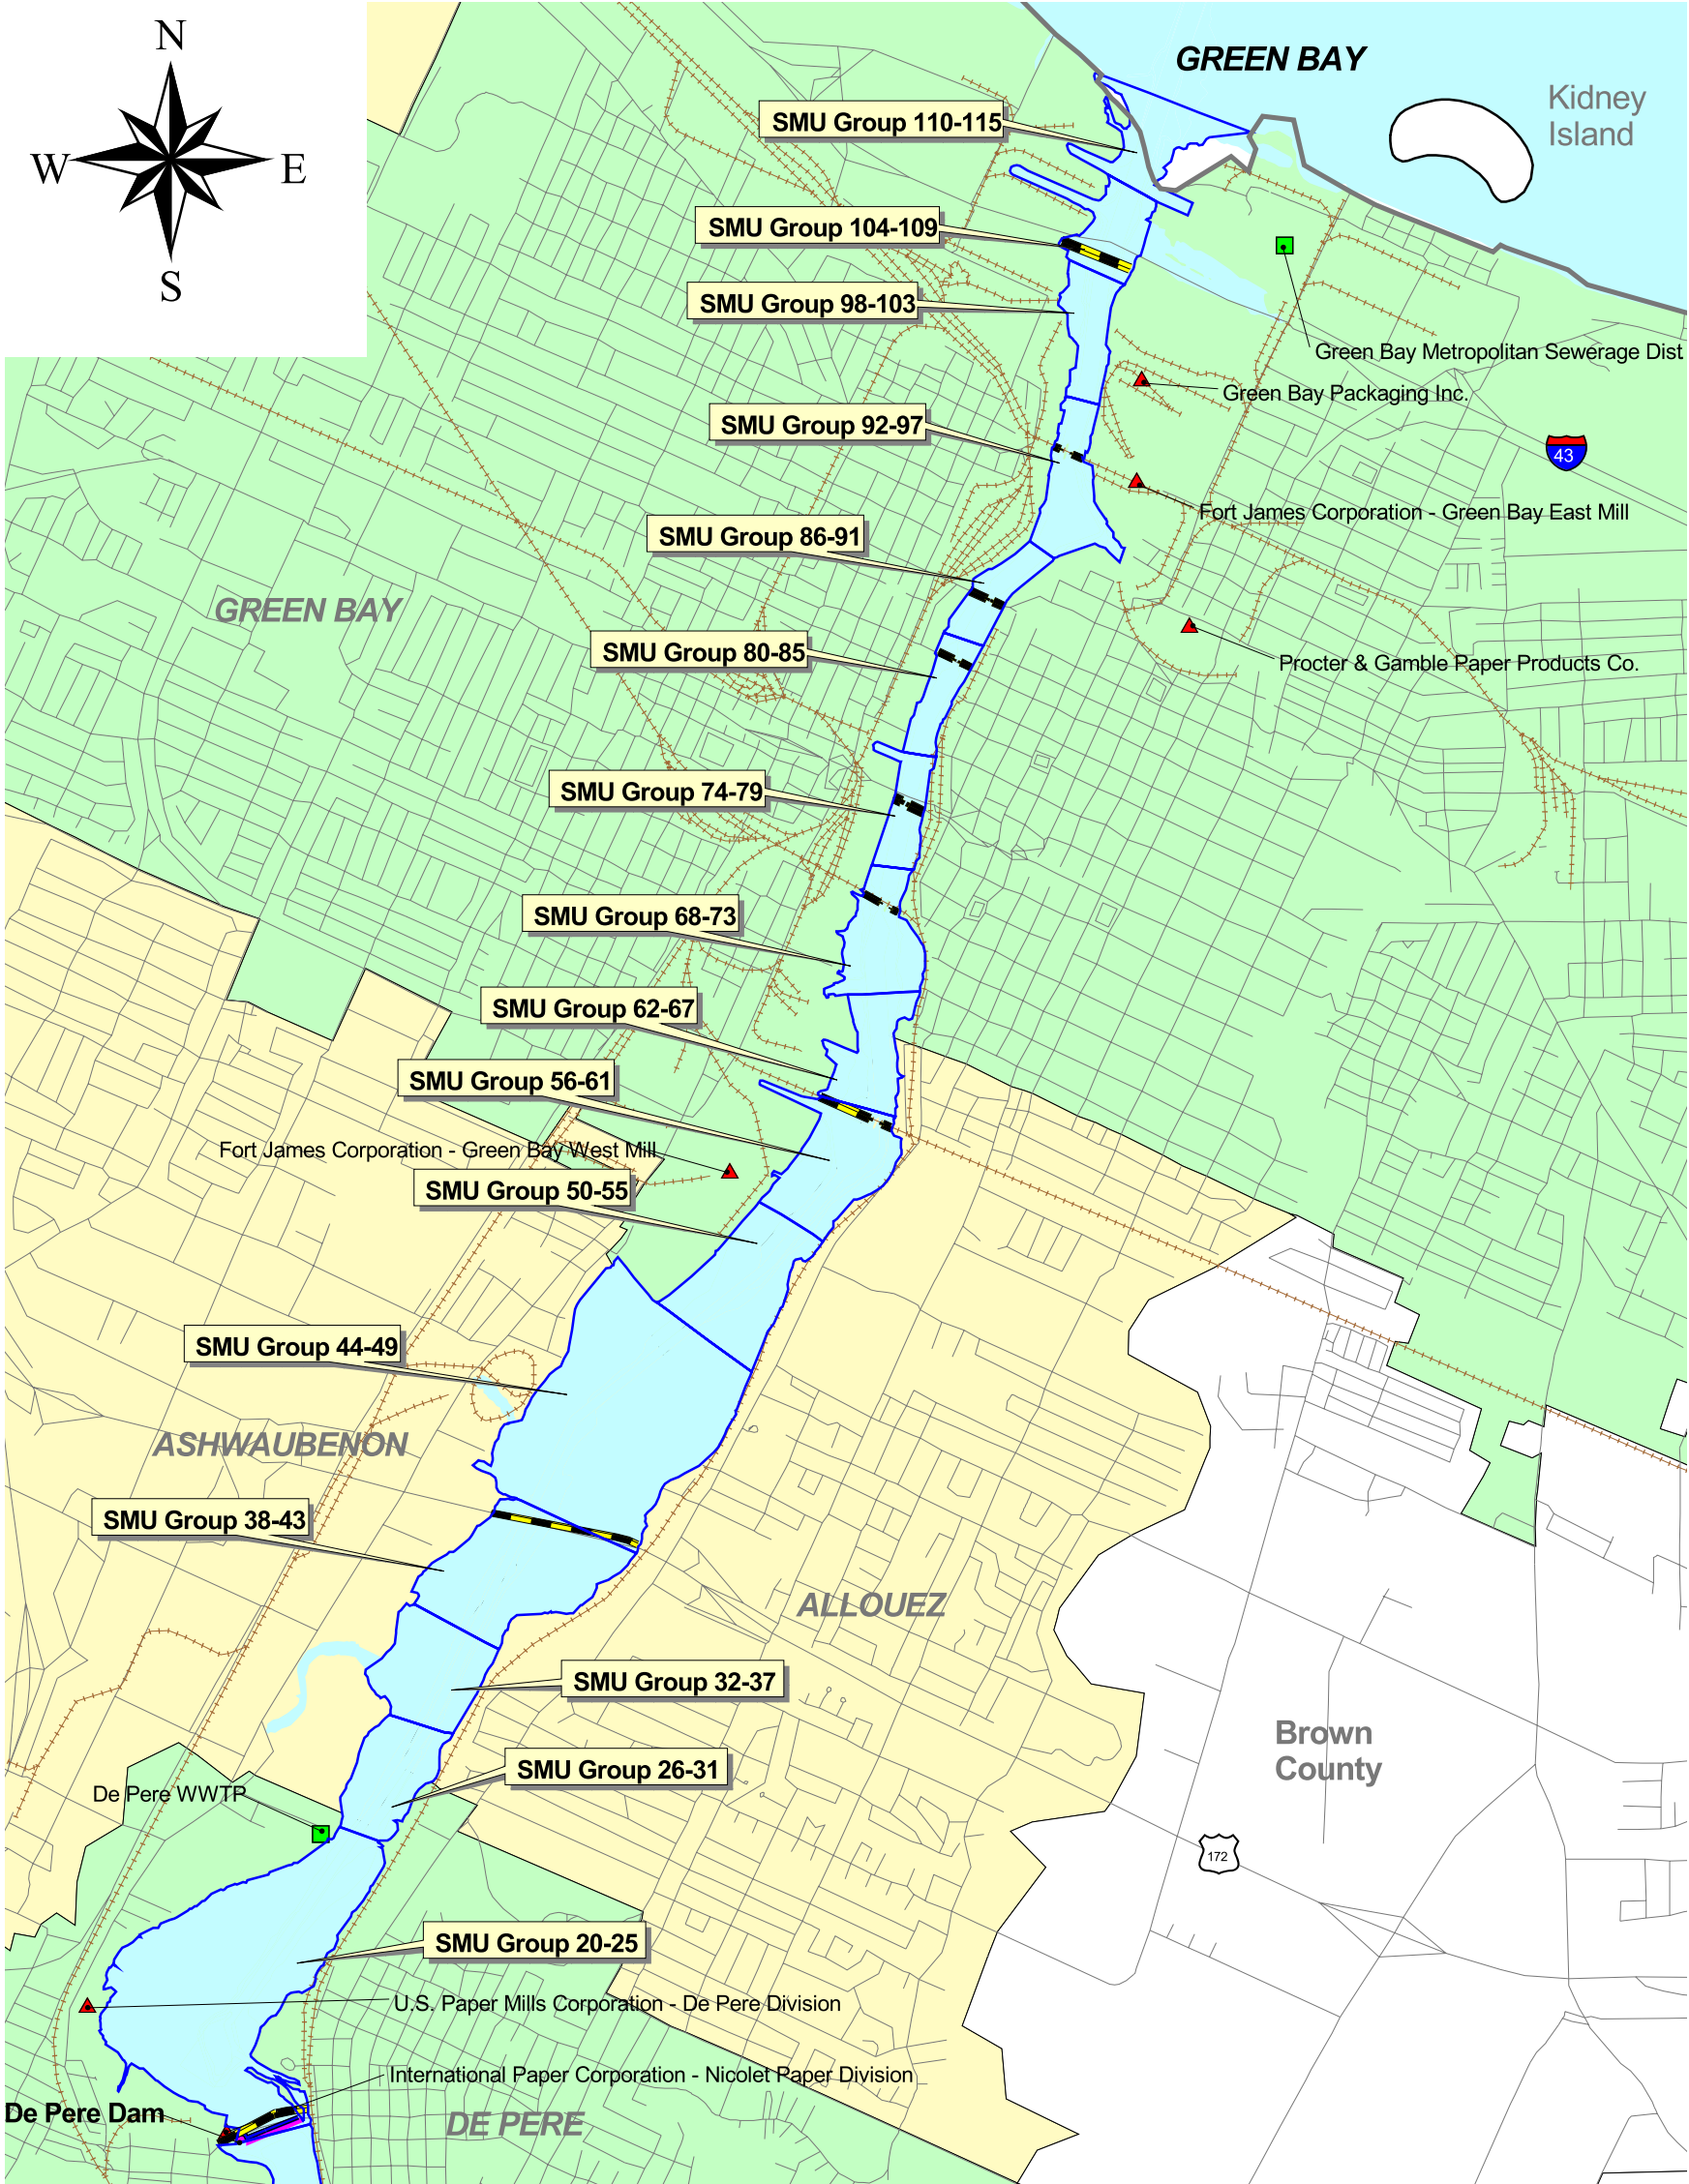 N
GREEN BAY
Kidney
Island
SMU Group 110-115
W
E
SMU Group 104-109
S
SMU Group 98-103
Green Bay Metropolitan Sewerage Dist
Green Bay Packaging Inc.
SMU Group 92-97
43
Fort James Corporation - Green Bay East Mill
SMU Group 86-91
GREEN BAY
SMU Group 80-85
Procter & Gamble Paper Products Co.
SMU Group 74-79
SMU Group 68-73
SMU Group 62-67
SMU Group 56-61
Fort James Corporation - Green Bay West Mill
SMU Group 50-55
SMU Group 44-49
ASHWAUBENON
SMU Group 38-43
ALLOUEZ
SMU Group 32-37
Brown
County
SMU Group 26-31
De Pere WWTP
172
SMU Group 20-25
U.S. Paper Mills Corporation - De Pere Division
International Paper Corporation - Nicolet Paper Division
De Pere Dam
DE PERE